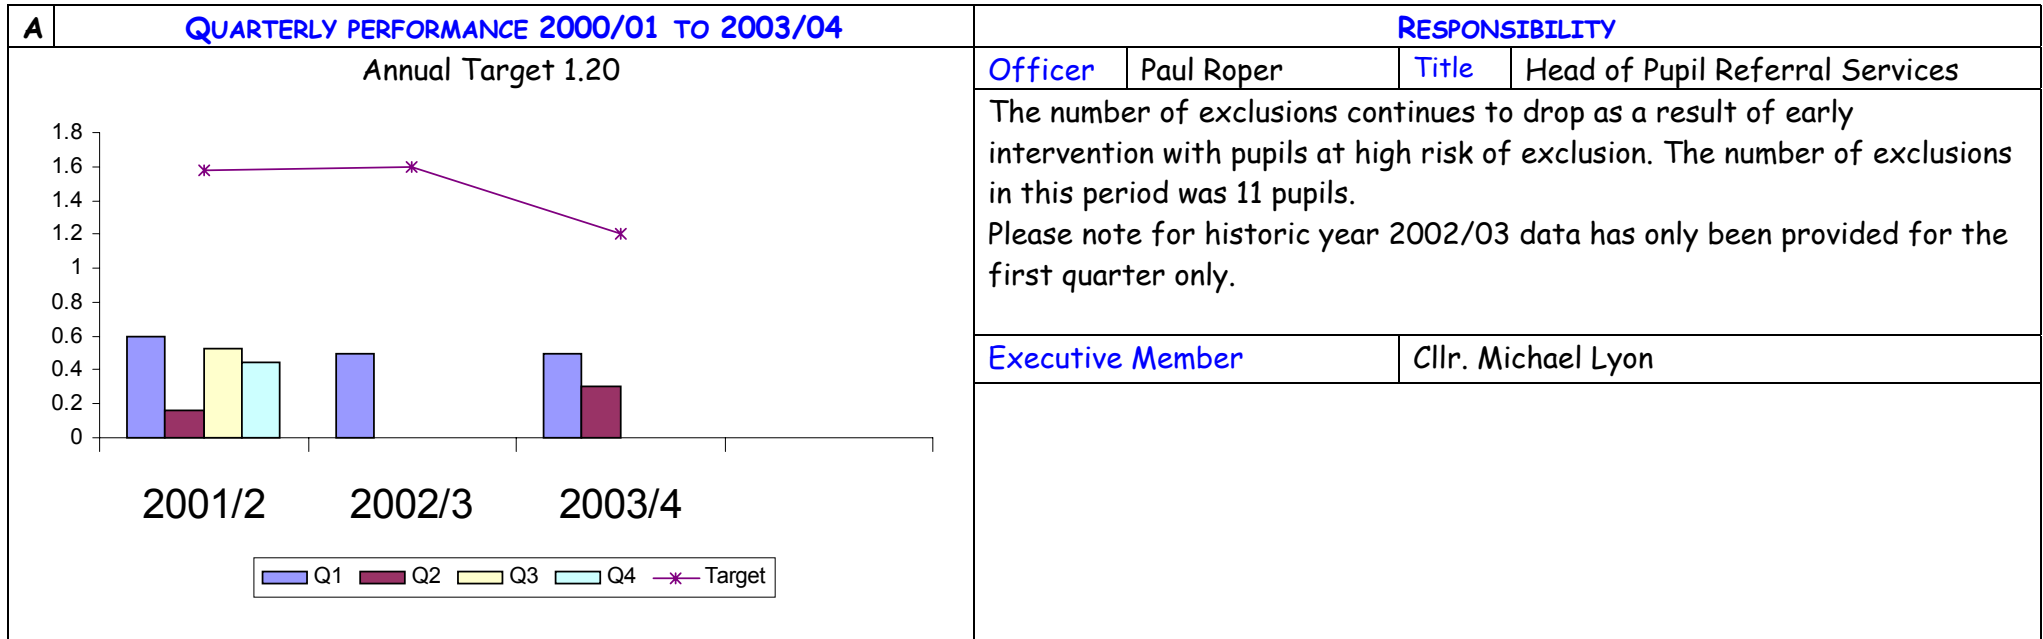 A QUARTERLY PERFORMANCE 2000/01 TO 2003/04
Annual Target 1.20
1.8
1.6
1.4
1.2
1
0.8
0.6
0.4
0.2
0
2001/2 2002/3 2003/4
Q1 Q2 Q3 Q4 Target
RESPONSIBILITY
Officer Paul Roper Title Head of Pupil Referral Services
The number of exclusions continues to drop as a result of early
intervention with pupils at high risk of exclusion. The number of exclusions
in this period was 11 pupils.
Please note for historic year 2002/03 data has only been provided for the
first quarter only.
Executive Member Cllr. Michael Lyon